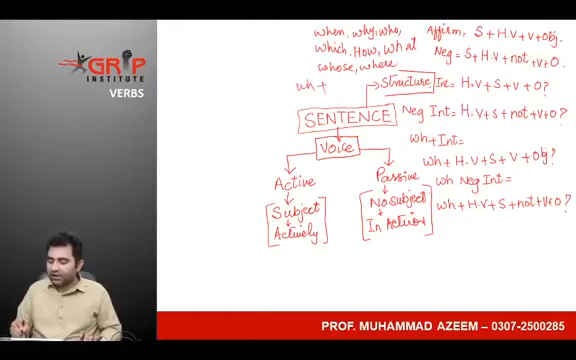 GRIP
INSTITUTE
VERBS
when, why, who,
which, How, What
whose, where
wh +
Structure
SENTENCE
Voice
Active
Passive
Subject
Actively
No Subject
Affirm: S + H.V + V + Obj.
Neg = S + H.V + not + V + O.
Int = H.V + S + V + O?
Neg Int = H.V + S + not + V + O?
Wh + Int =
Wh + H.V + S + V + Obj?
Wh Neg Int =
Wh + H.V + S + not + V + O?
PROF. MUHAMMAD AZEEM – 0307-2500285